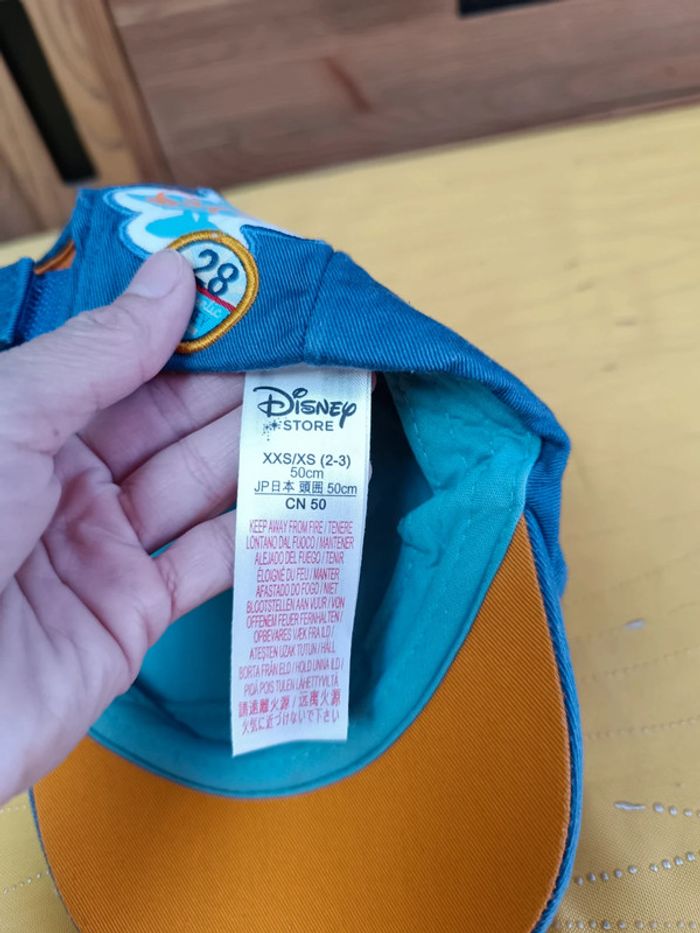 28
DISNEY
STORE
XXS/XS (2-3)
50cm
JP日本 頭囲 50cm
CN 50
KEEP AWAY FROM FIRE / TENERE
LONTANO DAL FUOCO / MANTENER
ALEJADO DEL FUEGO / TENIR
ÉLOIGNÉ DU FEU / MANTER
AFASTADO DO FOGO / NIET
BLOOTSTELLEN AAN VUUR / VON
OFFENEM FEUER FERNHALTEN /
OPBEVARES VÆK FRA ILD /
ATEŞTEN UZAK TUTUN / HÅLL
BORTA FRÅN ELD / HOLD UNNA ILD /
PIDÄ POIS TULEN LÄHETTYVILTÄ
請遠離火源 / 远离火源
火気に近づけないで下さい